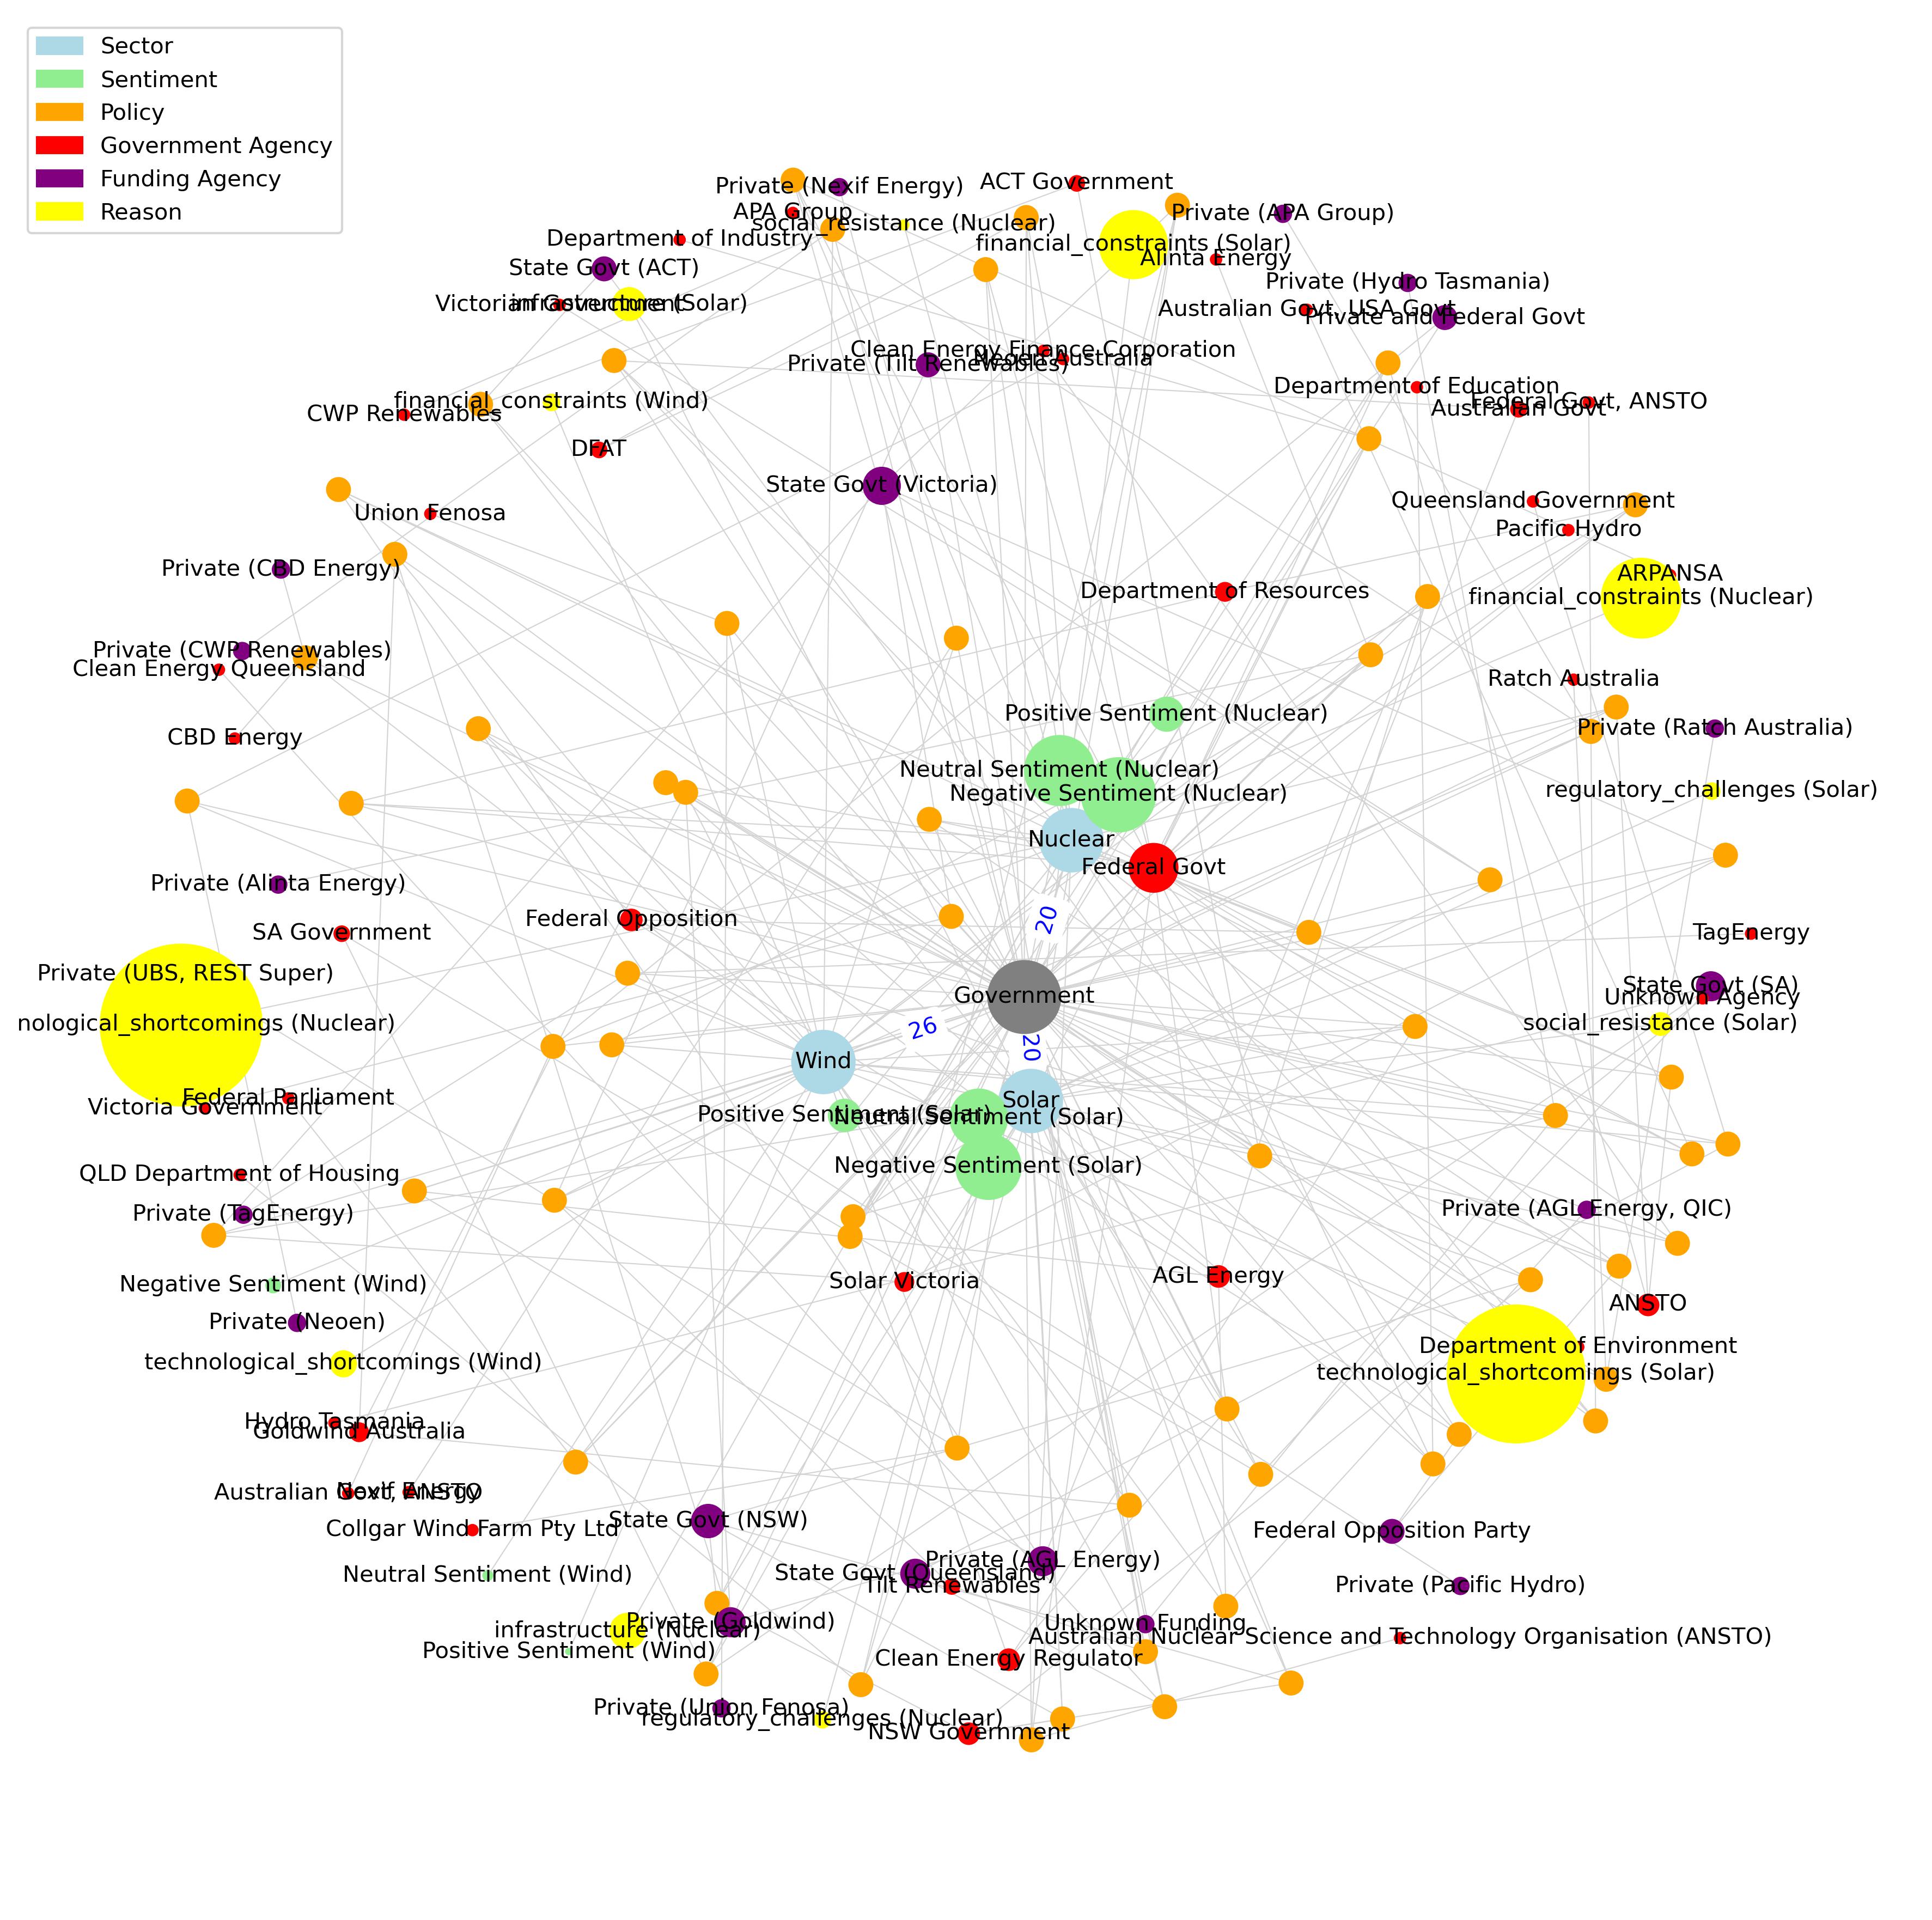 Sector
Sentiment
Policy
Government Agency
Funding Agency
Reason
Private (Nexif Energy)
ACT Government
APA Group
Private (APA Group)
social_resistance (Nuclear)
Department of Industry
financial_constraints (Solar)
Alinta Energy
State Govt (ACT)
Private (Hydro Tasmania)
Victorian Government
infrastructure (Solar)
Australian Govt, USA Govt
Private and Federal Govt
Clean Energy Finance Corporation
Neoen Australia
Private (Tilt Renewables)
Department of Education
financial_constraints (Wind)
Federal Govt, ANSTO
Australian Govt
CWP Renewables
DFAT
State Govt (Victoria)
Queensland Government
Union Fenosa
Pacific Hydro
Private (CBD Energy)
ARPANSA
Department of Resources
financial_constraints (Nuclear)
Private (CWP Renewables)
Clean Energy Queensland
Ratch Australia
Positive Sentiment (Nuclear)
Private (Ratch Australia)
CBD Energy
Neutral Sentiment (Nuclear)
Negative Sentiment (Nuclear)
regulatory_challenges (Solar)
Nuclear
Federal Govt
Private (Alinta Energy)
Federal Opposition
20
SA Government
TagEnergy
Private (UBS, REST Super)
State Govt (SA)
Government
Unknown Agency
nological_shortcomings (Nuclear)
social_resistance (Solar)
26
20
Wind
Federal Parliament
Solar
Victoria Government
Positive Sentiment (Solar)
Neutral Sentiment (Solar)
Negative Sentiment (Solar)
QLD Department of Housing
Private (TagEnergy)
Private (AGL Energy, QIC)
Negative Sentiment (Wind)
Solar Victoria
AGL Energy
ANSTO
Private (Neoen)
Department of Environment
technological_shortcomings (Wind)
technological_shortcomings (Solar)
Hydro Tasmania
Goldwind Australia
Australian Govt, ANSTO
Nexif Energy
Collgar Wind Farm Pty Ltd
State Govt (NSW)
Federal Opposition Party
Private (AGL Energy)
State Govt (Queensland)
Neutral Sentiment (Wind)
Tilt Renewables
Private (Pacific Hydro)
Private (Goldwind)
Unknown Funding
infrastructure (Nuclear)
Australian Nuclear Science and Technology Organisation (ANSTO)
Positive Sentiment (Wind)
Clean Energy Regulator
Private (Union Fenosa)
regulatory_challenges (Nuclear)
NSW Government